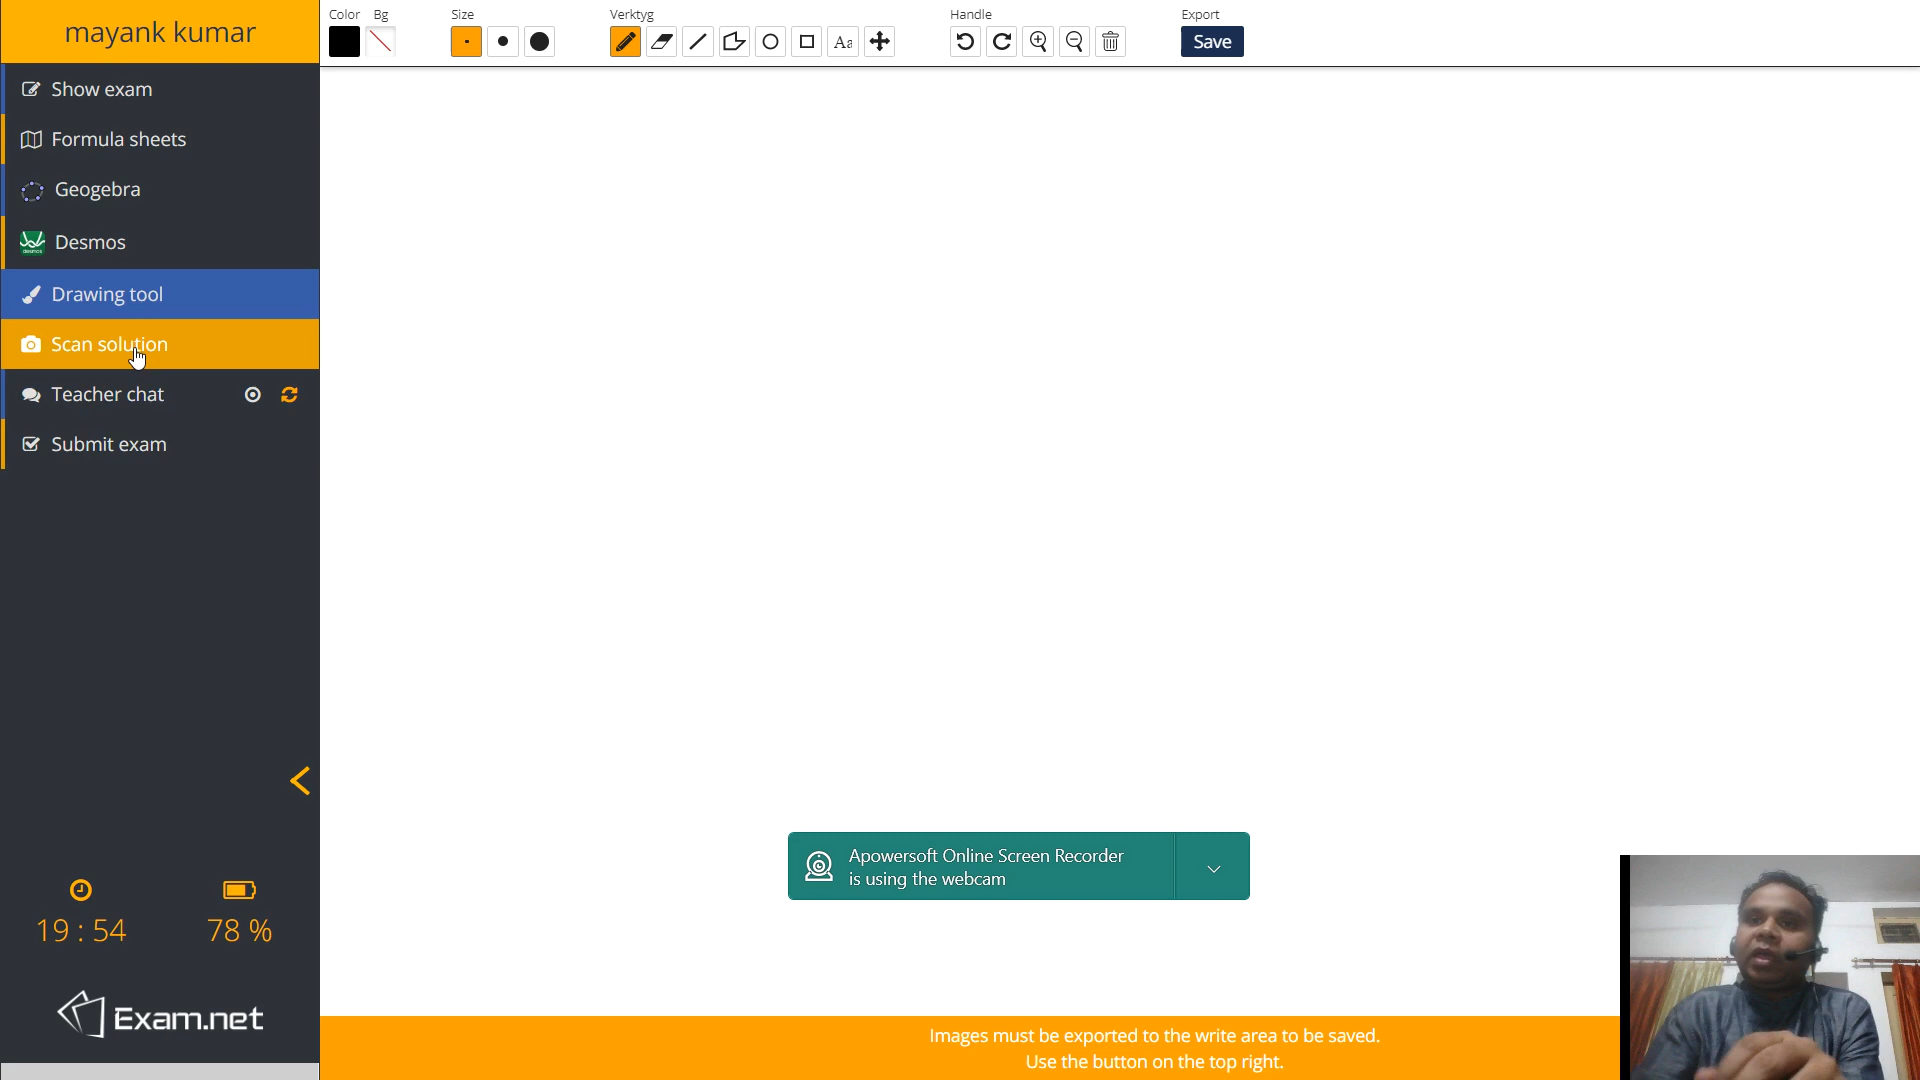 mayank kumar
Show exam
Formula sheets
Geogebra
desmos
Desmos
Drawing tool
Scan solution
Teacher chat
Submit exam
19 : 54
78 %
Exam.net
Color
Bg
Size
Verktyg
Aa
Handle
Export
Save
Apowersoft Online Screen Recorder
is using the webcam
Images must be exported to the write area to be saved.
Use the button on the top right.